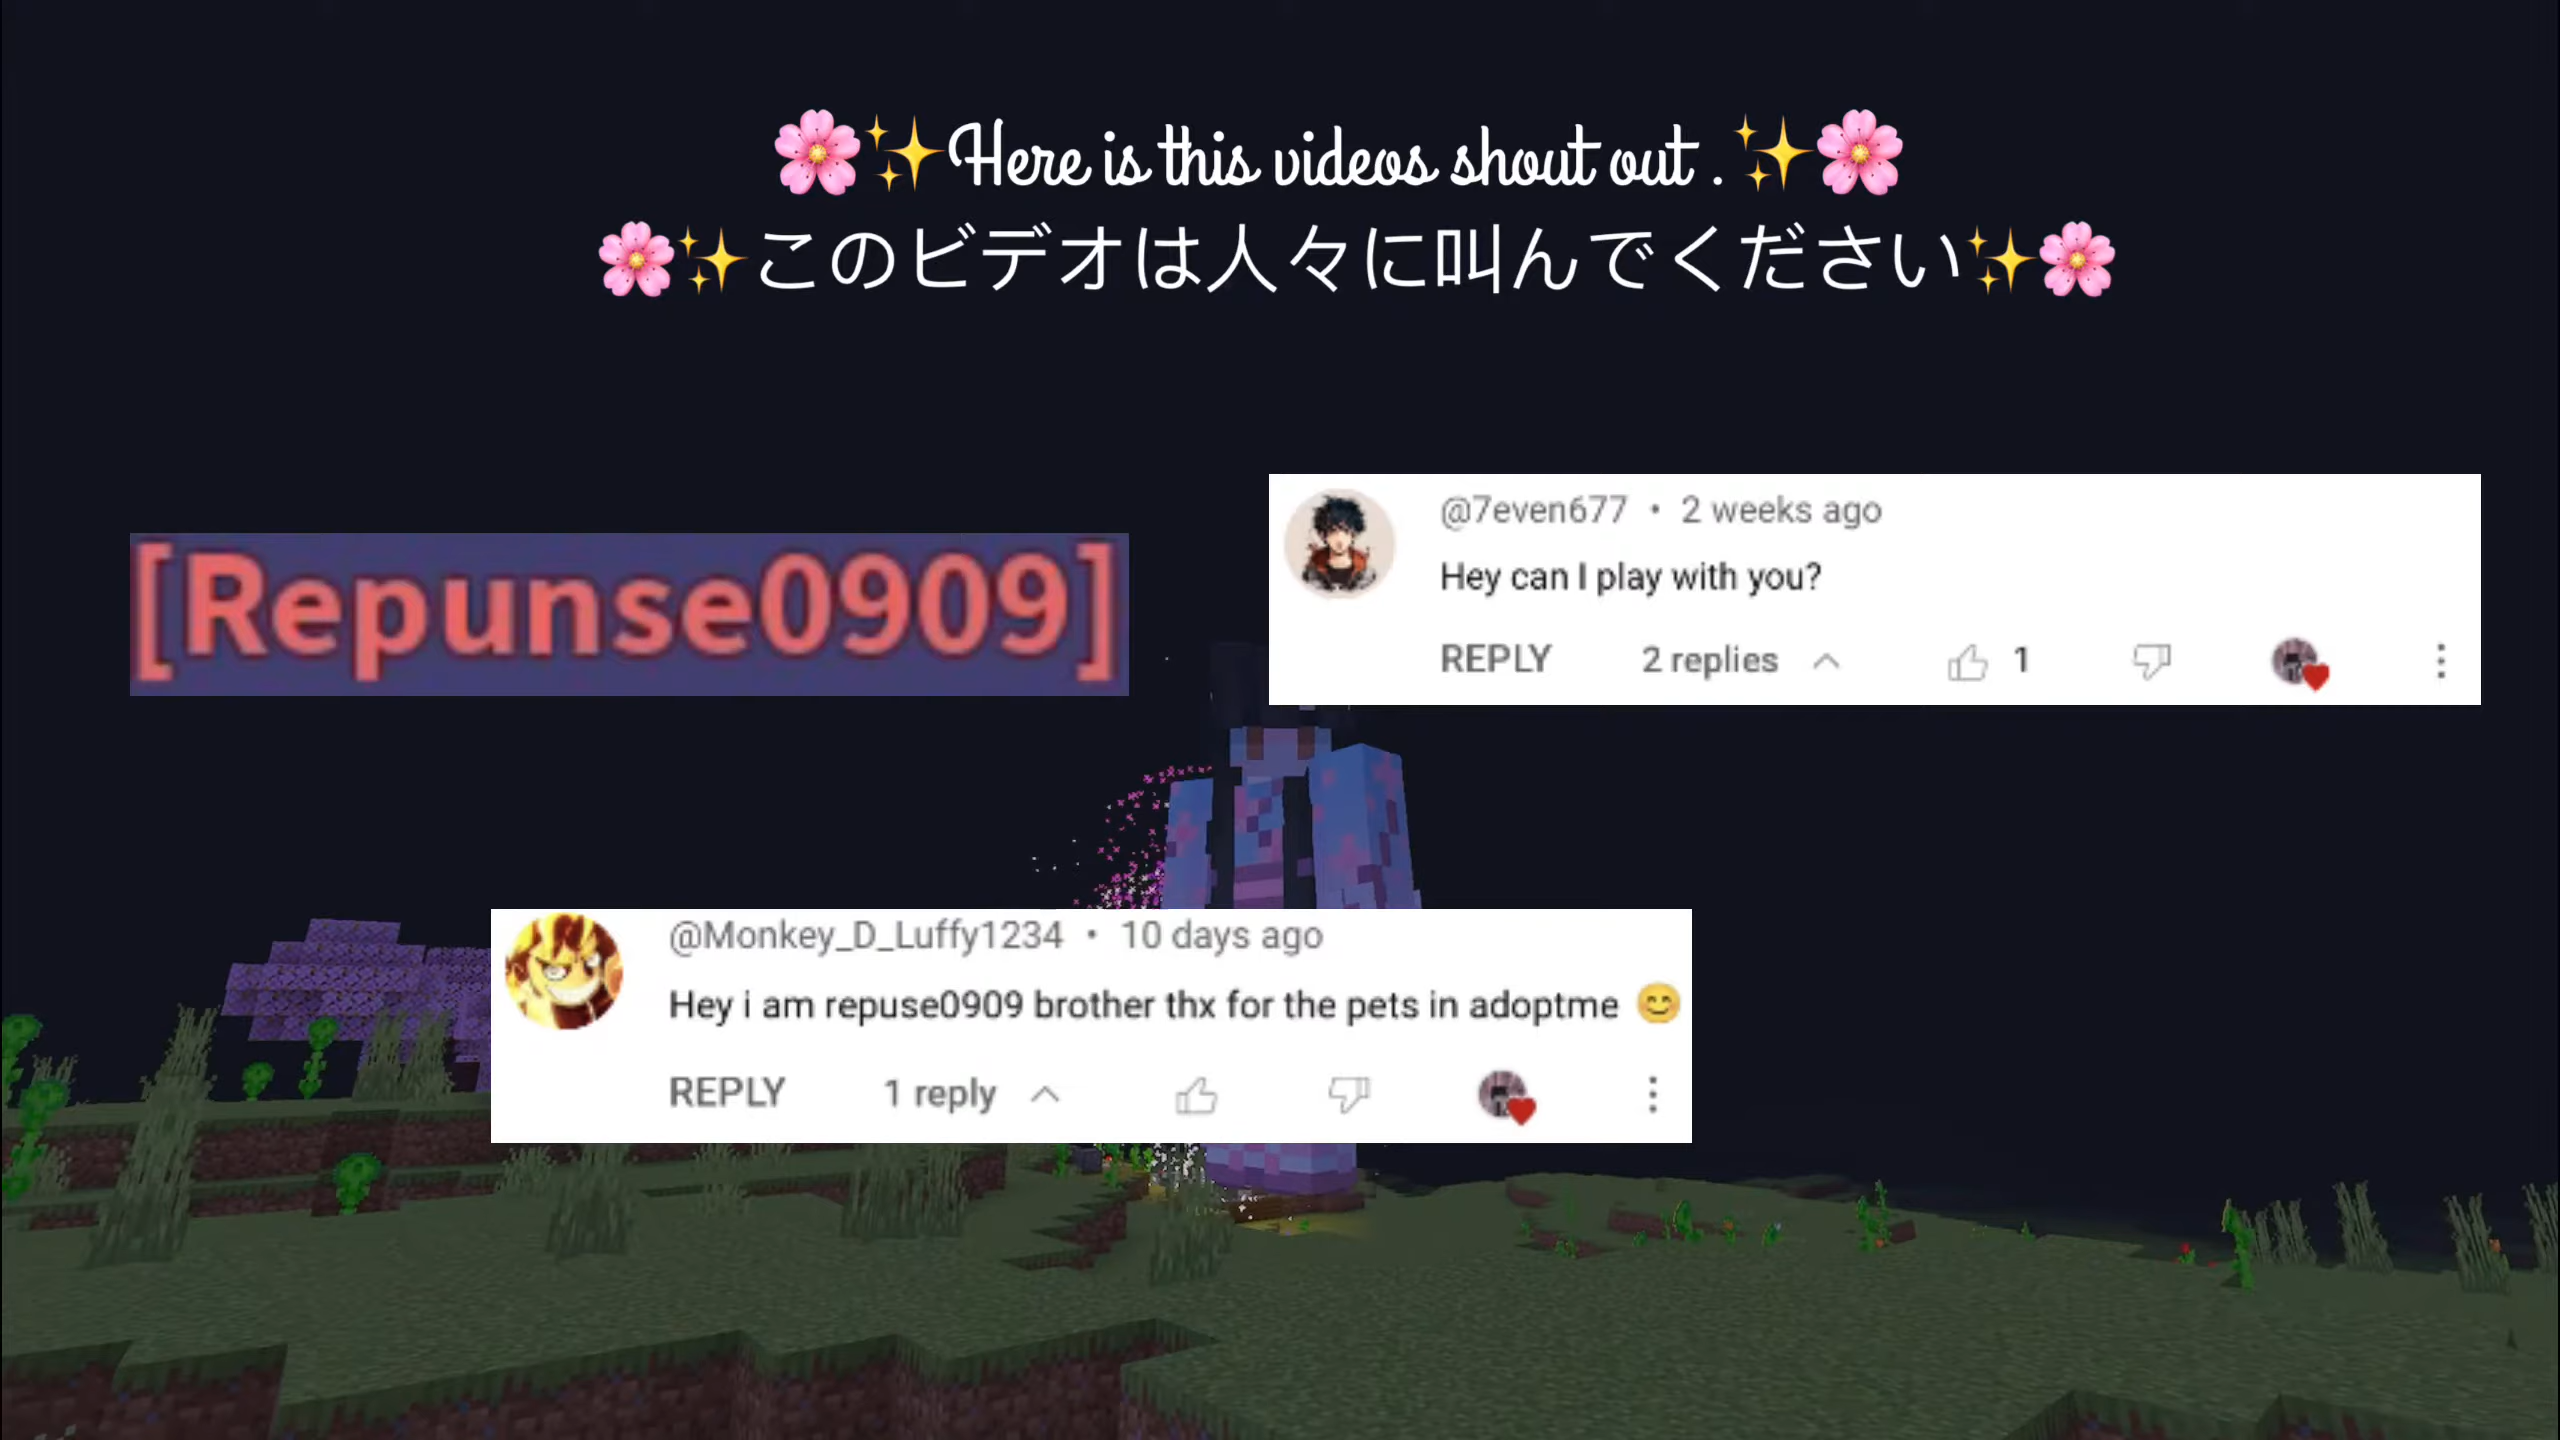 🌸✨Here is this videos shout out . ✨🌸
🌸✨このビデオは人々に叫んでください✨🌸
[Repunse0909]
@7even677 • 2 weeks ago
Hey can I play with you?
REPLY 2 replies 1
@Monkey_D_Luffy1234 • 10 days ago
Hey i am repuse0909 brother thx for the pets in adoptme 😊
REPLY 1 reply